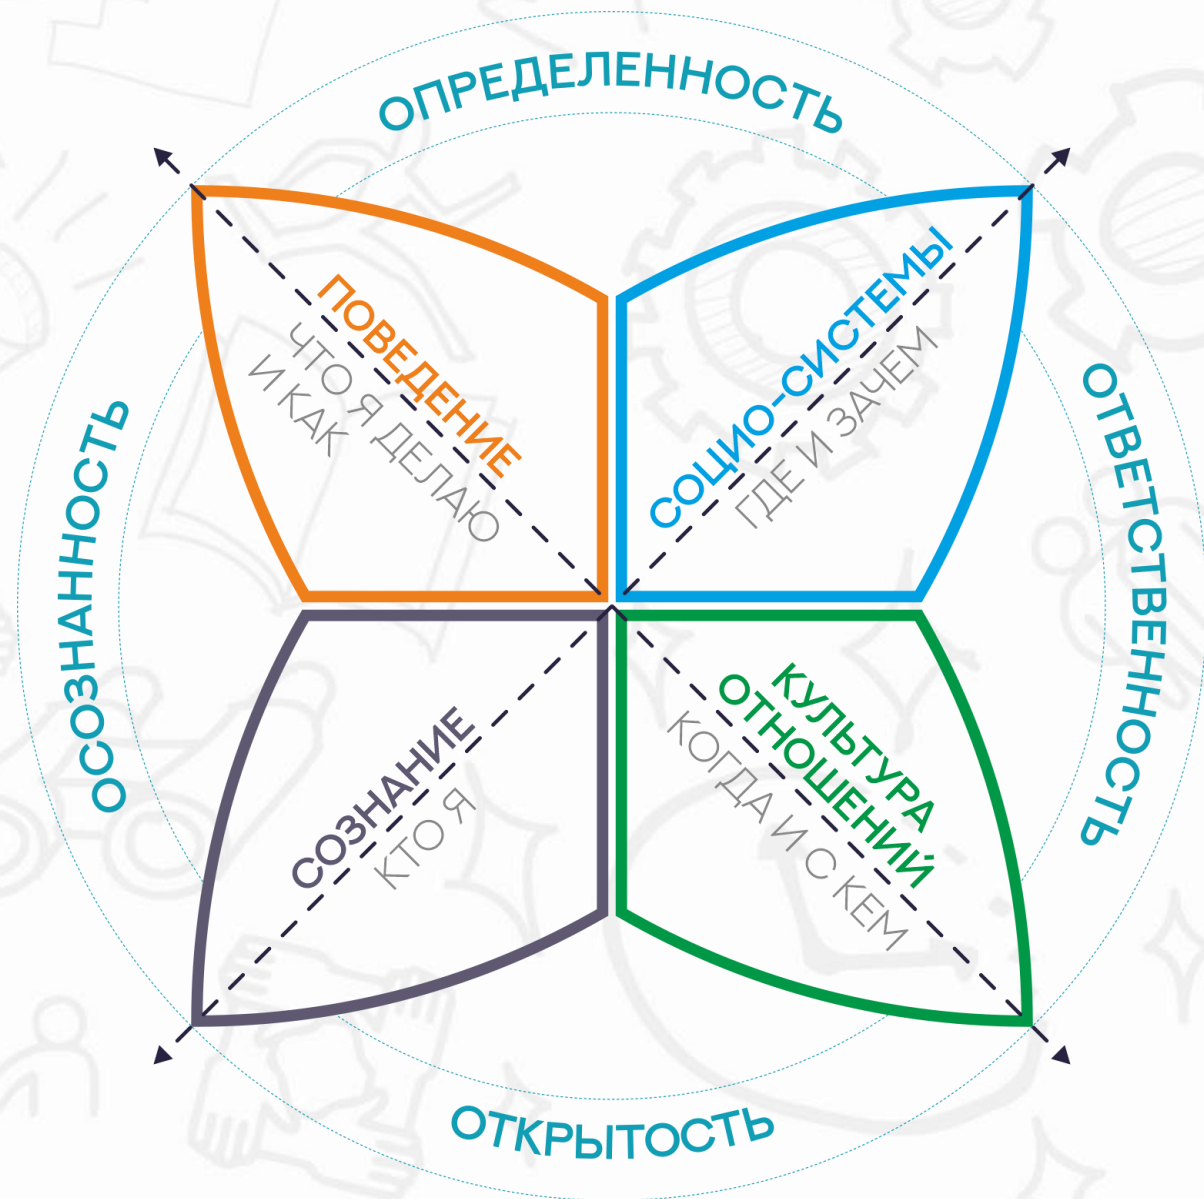 ОПРЕДЕЛЕННОСТЬ
ПОВЕДЕНИЕ
ЧТО Я ДЕЛАЮ
И КАК
СОЦИО-СИСТЕМЫ
ГДЕ И ЗАЧЕМ
ОСОЗНАННОСТЬ
ОТВЕТСТВЕННОСТЬ
СОЗНАНИЕ
КТО Я
КУЛЬТУРА
ОТНОШЕНИЙ
КОГДА И С КЕМ
ОТКРЫТОСТЬ